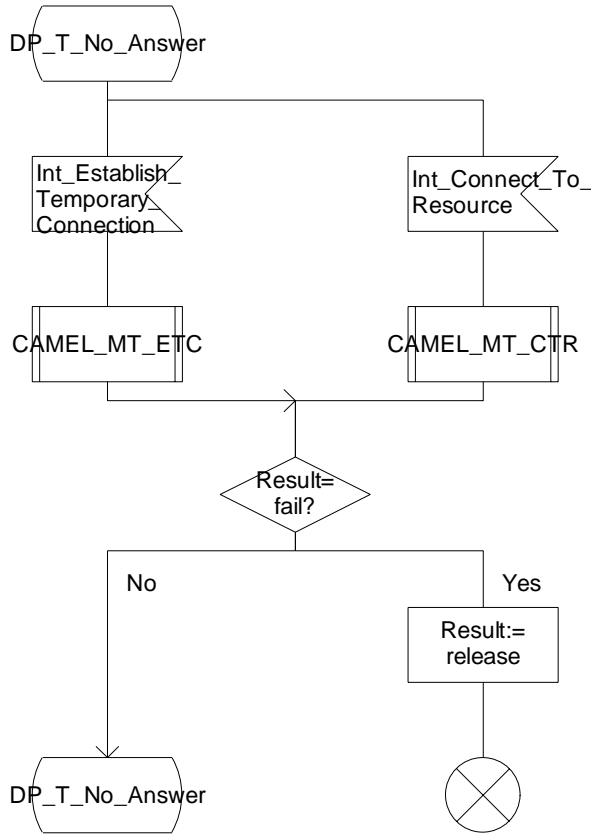 DP_T_No_Answer
Int_Establish_
Temporary_
Connection
Int_Connect_To_
Resource
CAMEL_MT_ETC
CAMEL_MT_CTR
Result=
fail?
No
Yes
Result:=
release
DP_T_No_Answer